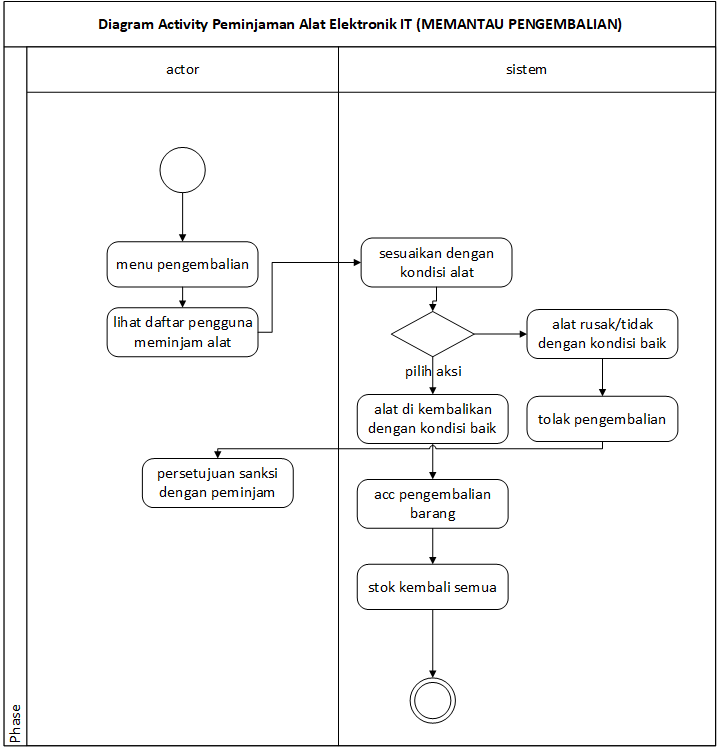 Diagram Activity Peminjaman Alat Elektronik IT (MEMANTAU PENGEMBALIAN)
actor
sistem
menu pengembalian
lihat daftar pengguna
meminjam alat
sesuaikan dengan
kondisi alat
alat rusak/tidak
dengan kondisi baik
pilih aksi
alat di kembalikan
dengan kondisi baik
tolak pengembalian
persetujuan sanksi
dengan peminjam
acc pengembalian
barang
stok kembali semua
Phase